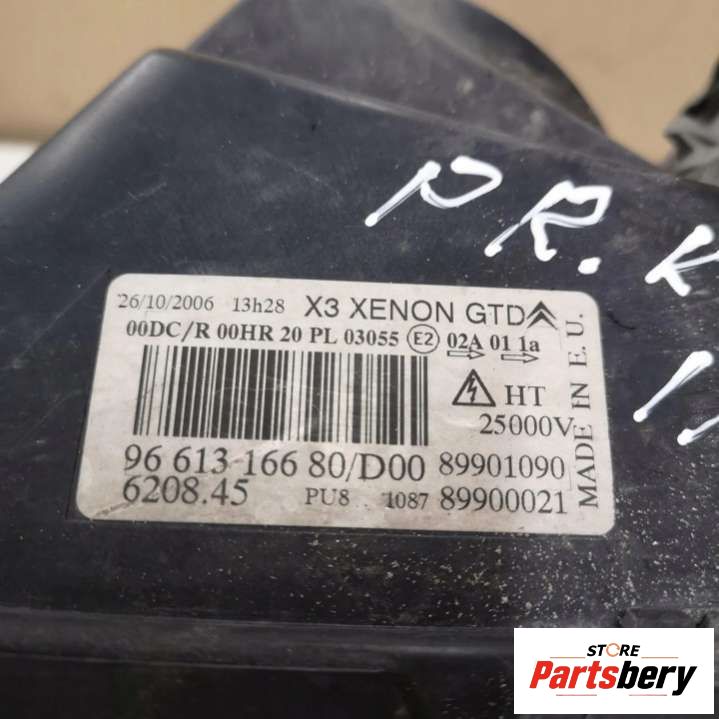 PR.
26/10/2006 13h28 X3 XENON GTD
00DC/R 00HR 20 PL 03055 E2 02A 01 1a
HT
25000V
96 613 166 80/D00 89901090
6208.45 PU8 1087 89900021
MADE IN E.U.
STORE
Partsbery